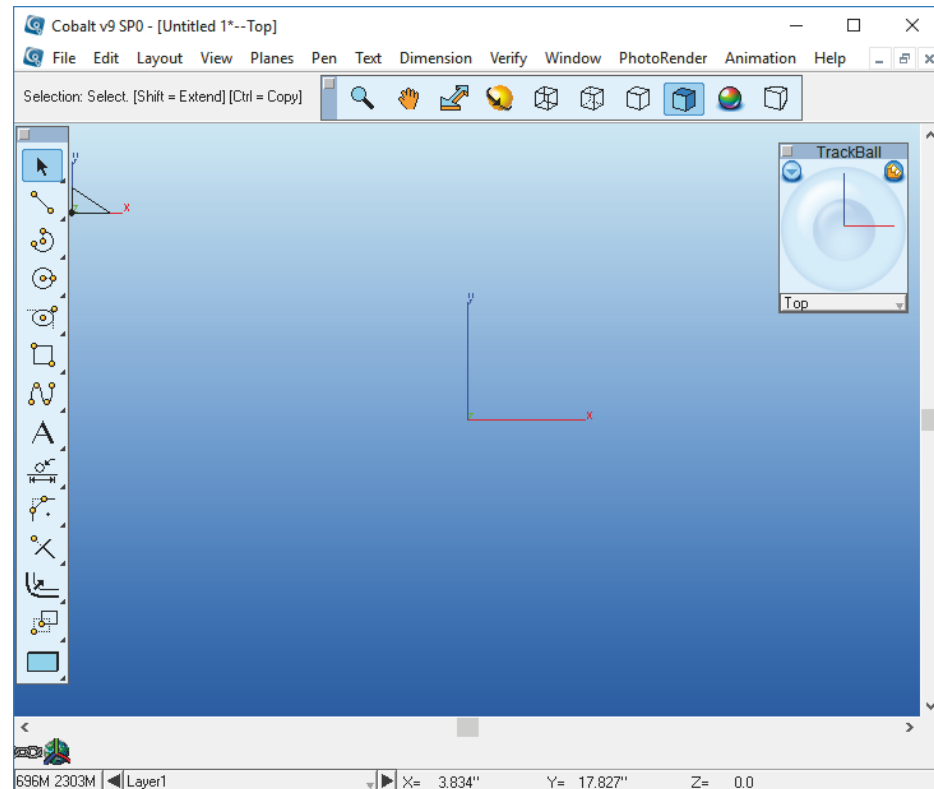 Cobalt v9 SP0 - [Untitled 1*--Top]
File Edit Layout View Planes Pen Text Dimension Verify Window PhotoRender Animation Help
Selection: Select. [Shift = Extend] [Ctrl = Copy]
TrackBall
y
z x
Top
y
z x
A
696M 2303M Layer1 X= 3.834" Y= 17.827" Z= 0.0